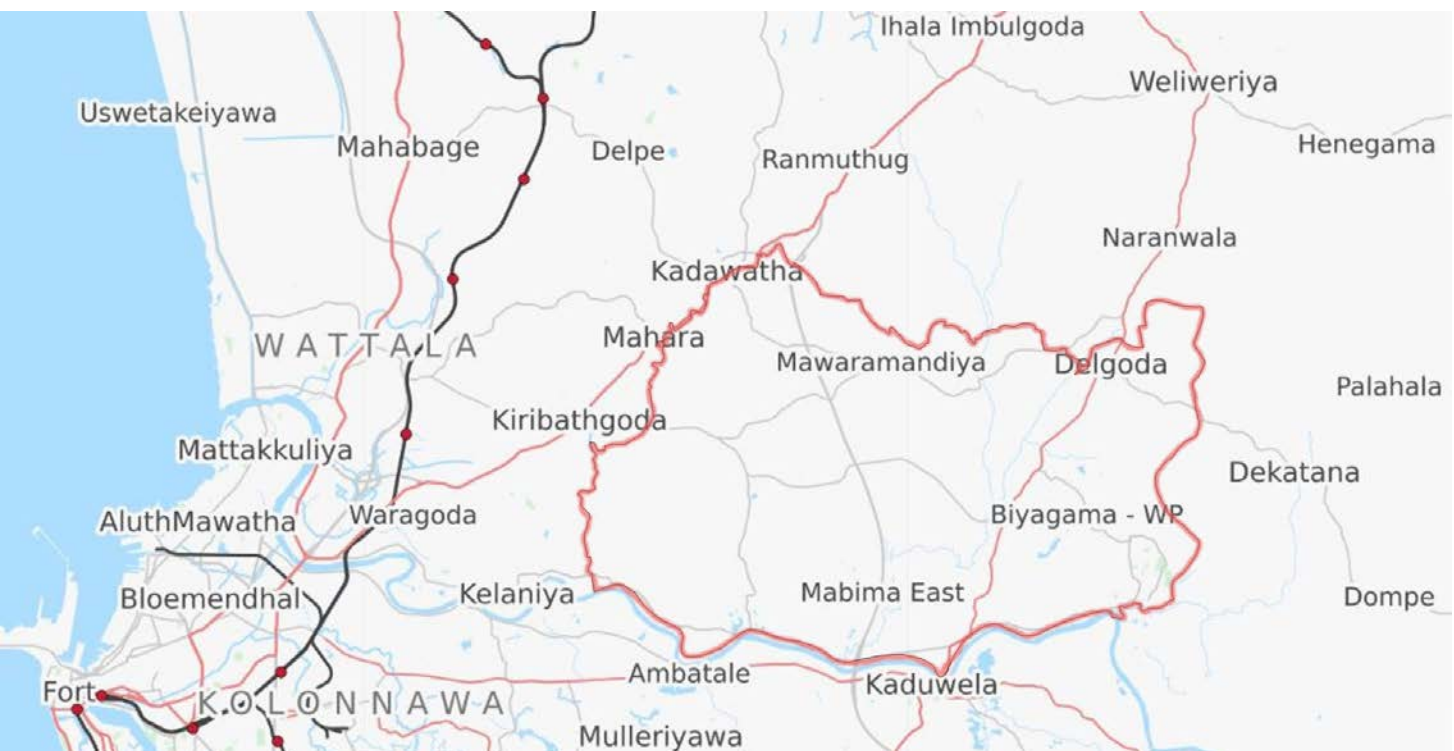 Ihala Imbulgoda
Weliweriya
Uswetakeiyawa
Mahabage
Delpe
Ranmuthug
Henegama
Naranwala
Kadawatha
WATTALA
Mahara
Mawaramandiya
Delgoda
Palahala
Kiribathgoda
Mattakkuliya
Dekatana
AluthMawatha
Waragoda
Biyagama - WP
Bloemendhal
Kelaniya
Mabima East
Dompe
Ambatale
Kaduwela
Fort
KOLONNAWA
Mulleriyawa